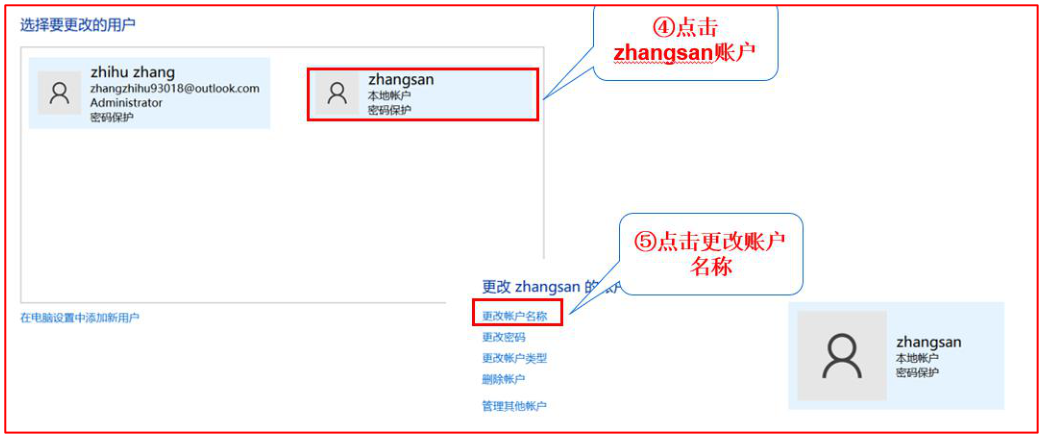 选择要更改的用户
④点击
zhangsan账户
zhihu zhang
zhangzhihu93018@outlook.com
Administrator
密码保护
zhangsan
本地帐户
密码保护
⑤点击更改账户
名称
更改 zhangsan 的帐户
更改帐户名称
在电脑设置中添加新用户
更改密码
更改帐户类型
删除帐户
管理其他帐户
zhangsan
本地帐户
密码保护